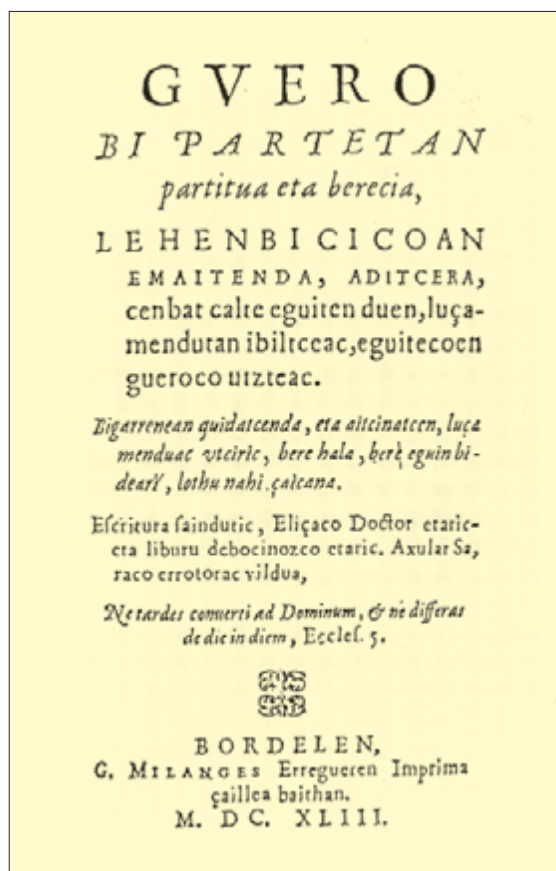 GVERO
BI PARTETAN
partitua eta berecia,
LEHENBICICOAN
EMAITENDA, ADITCERA,
cenbat calte eguiten duen, luça-
mendutan ibiltceac, eguitecoen
gueroco utzteac.
Bigarrenean quidatcenda, eta aitcinatcen, luça
menduac vtciric, bere hala, bere eguin bi-
deari, lothu nahi çaicana.
Escritura saindutic, Eliçaco Doctor etaric-
eta liburu debocinozco etaric. Axular Sa,
raco errotorac vildua,
Ne tardes conuerti ad Dominum, & ne differas
de die in diem, Eccles. 5.
BORDELEN,
G. MILANGES Erregueren Imprima
çaillea baithan.
M. DC. XLIII.